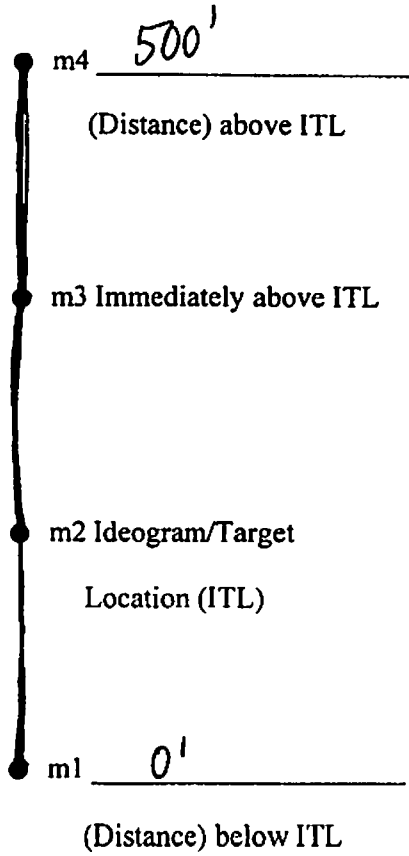 m4 500'
(Distance) above ITL
m3 Immediately above ITL
m2 Ideogram/Target
Location (ITL)
m1 0'
(Distance) below ITL